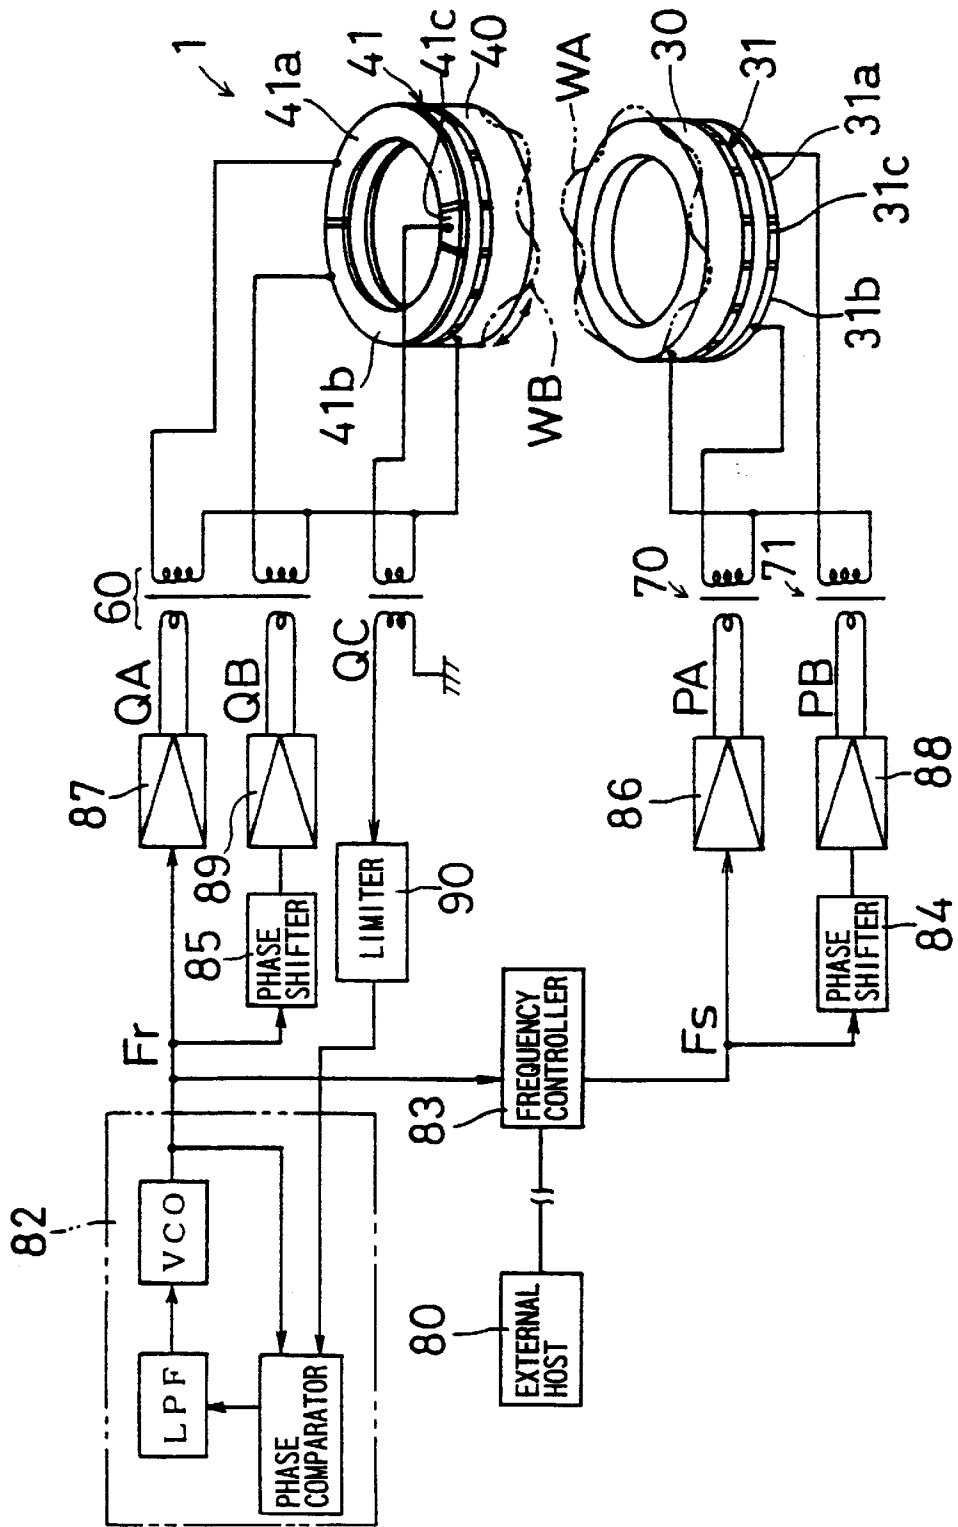 1
41a
41
41c
40
41b
WA
WB
30
31
31a
31c
31b
60
QA
QB
QC
70
71
PA
PB
87
89
85
PHASE
SHIFTER
LIMITER
90
86
88
84
PHASE
SHIFTER
Fr
Fs
82
VCO
LPF
PHASE
COMPARATOR
83
FREQUENCY
CONTROLLER
80
EXTERNAL
HOST